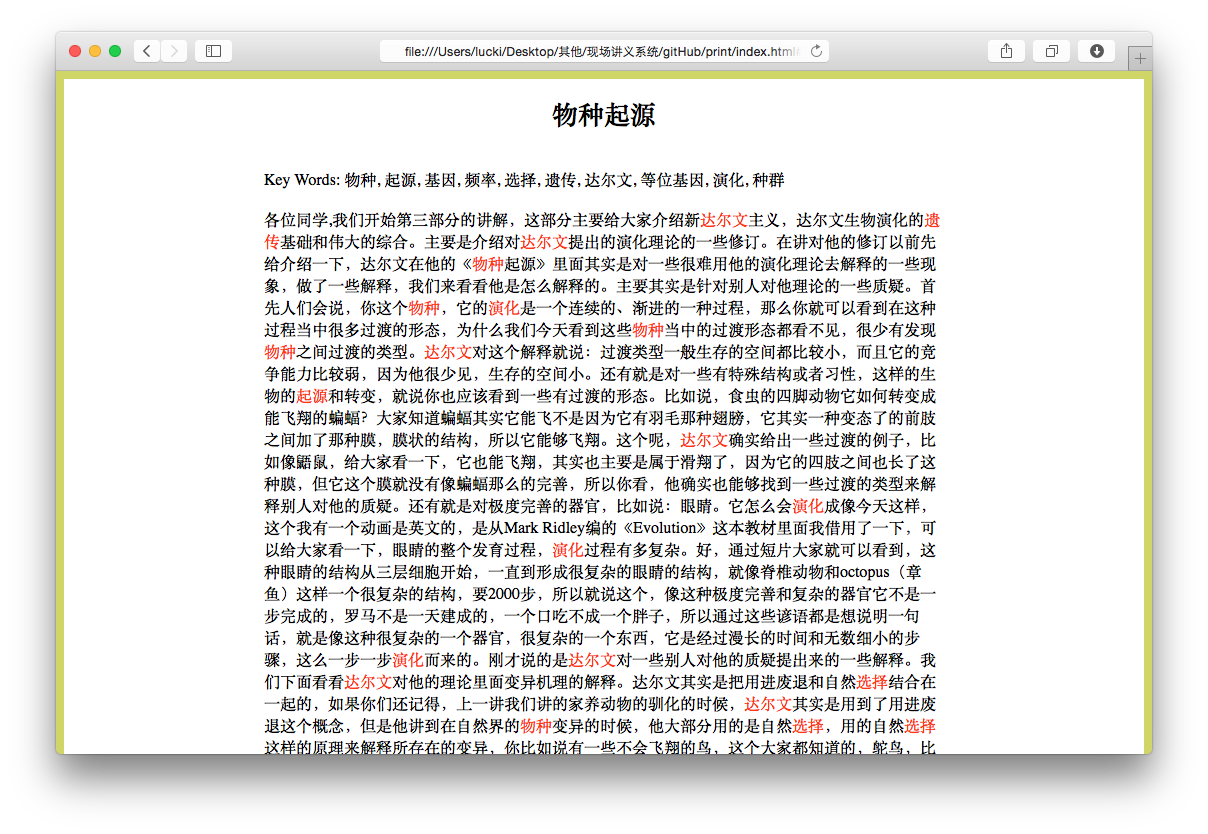 file:///Users/lucki/Desktop/其他/现场讲义系统/gitHub/print/index.html
物种起源
Key Words: 物种, 起源, 基因, 频率, 选择, 遗传, 达尔文, 等位基因, 演化, 种群
各位同学,我们开始第三部分的讲解，这部分主要给大家介绍新达尔文主义，达尔文生物演化的遗
传基础和伟大的综合。主要是介绍对达尔文提出的演化理论的一些修订。在讲对他的修订以前先
给介绍一下，达尔文在他的《物种起源》里面其实是对一些很难用他的演化理论去解释的一些现
象，做了一些解释，我们来看看他是怎么解释的。主要其实是针对别人对他理论的一些质疑。首
先人们会说，你这个物种，它的演化是一个连续的、渐进的一种过程，那么你就可以看到在这种
过程当中很多过渡的形态，为什么我们今天看到这些物种当中的过渡形态都看不见，很少有发现
物种之间过渡的类型。达尔文对这个解释就说：过渡类型一般生存的空间都比较小，而且它的竞
争能力比较弱，因为他很少见，生存的空间小。还有就是对一些有特殊结构或者习性，这样的生
物的起源和转变，就说你也应该看到一些有过渡的形态。比如说，食虫的四脚动物它如何转变成
能飞翔的蝙蝠？大家知道蝙蝠其实它能飞不是因为它有羽毛那种翅膀，它其实一种变态了的前肢
之间加了那种膜，膜状的结构，所以它能够飞翔。这个呢，达尔文确实给出一些过渡的例子，比
如像鼯鼠，给大家看一下，它也能飞翔，其实也主要是属于滑翔了，因为它的四肢之间也长了这
种膜，但它这个膜就没有像蝙蝠那么的完善，所以你看，他确实也能够找到一些过渡的类型来解
释别人对他的质疑。还有就是对极度完善的器官，比如说：眼睛。它怎么会演化成像今天这样，
这个我有一个动画是英文的，是从Mark Ridley编的《Evolution》这本教材里面我借用了一下，可
以给大家看一下，眼睛的整个发育过程，演化过程有多复杂。好，通过短片大家就可以看到，这
种眼睛的结构从三层细胞开始，一直到形成很复杂的眼睛的结构，就像脊椎动物和octopus（章
鱼）这样一个很复杂的结构，要2000步，所以就说这个，像这种极度完善和复杂的器官它不是一
步完成的，罗马不是一天建成的，一个口吃不成一个胖子，所以通过这些谚语都是想说明一句
话，就是像这种很复杂的一个器官，很复杂的一个东西，它是经过漫长的时间和无数细小的步
骤，这么一步一步演化而来的。刚才说的是达尔文对一些别人对他的质疑提出来的一些解释。我
们下面看看达尔文对他的理论里面变异机理的解释。达尔文其实是把用进废退和自然选择结合在
一起的，如果你们还记得，上一讲我们讲的家养动物的驯化的时候，达尔文其实是用到了用进废
退这个概念，但是他讲到在自然界的物种变异的时候，他大部分用的是自然选择，用的自然选择
这样的原理来解释所存在的变异，你比如说有一些不会飞翔的鸟，这个大家都知道的，鸵鸟，比